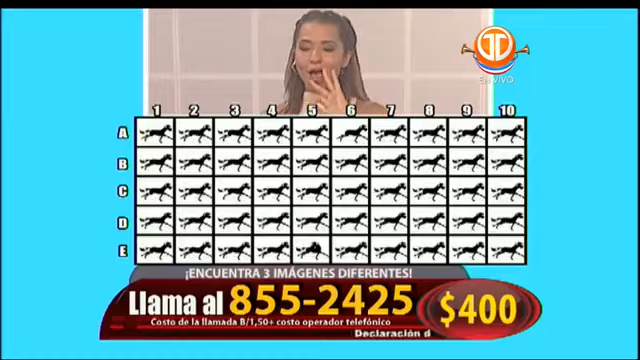 EN VIVO
1 2 3 4 5 6 7 8 9 10
A
B
C
D
E
¡ENCUENTRA 3 IMÁGENES DIFERENTES!
Llama al 855-2425
$400
Costo de la llamada B/1,50+ costo operador telefónico
Declaración d